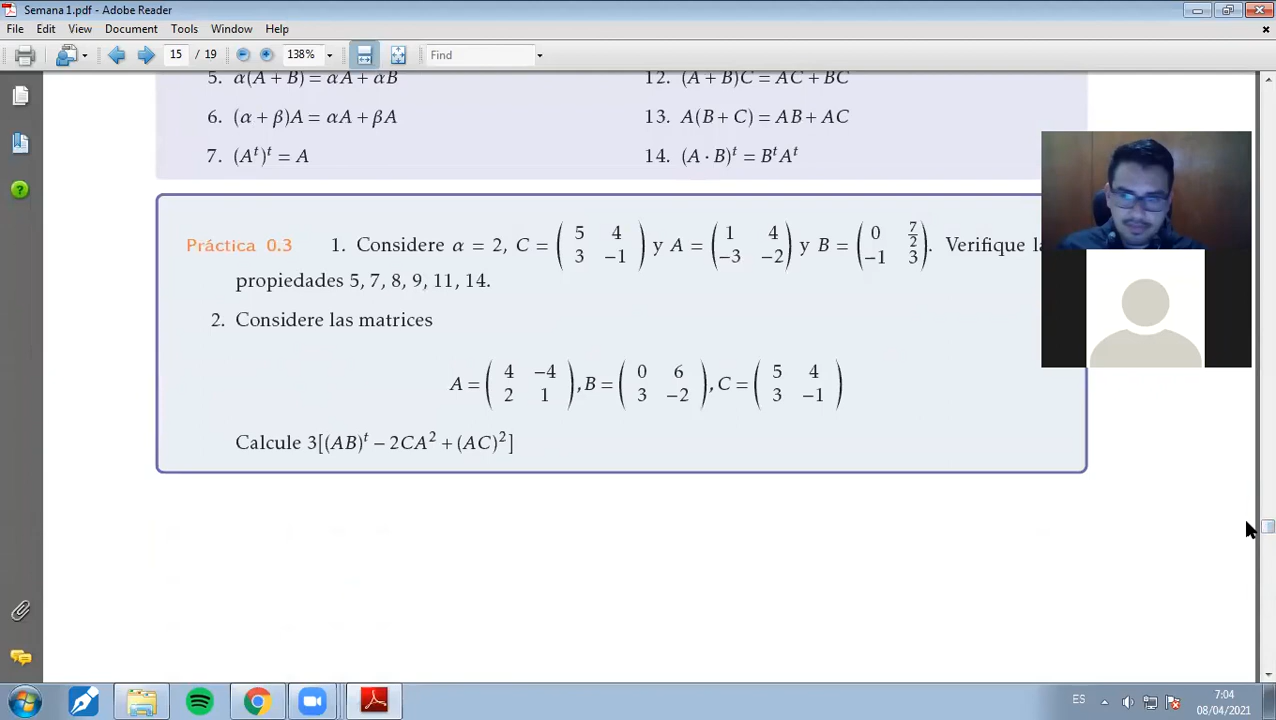 Semana 1.pdf - Adobe Reader
File Edit View Document Tools Window Help
15 / 19 138% Find
5. α(A + B) = αA + αB
12. (A + B)C = AC + BC
6. (α + β)A = αA + βA
13. A(B + C) = AB + AC
7. (Aᵗ)ᵗ = A
14. (A · B)ᵗ = BᵗAᵗ
Práctica 0.3 1. Considere α = 2, C = ( 5 4 ; 3 −1 ) y A = ( 1 4 ; −3 −2 ) y B = ( 0 7/2 ; −1 3 ). Verifique
propiedades 5, 7, 8, 9, 11, 14.
2. Considere las matrices
A = ( 4 −4 ; 2 1 ), B = ( 0 6 ; 3 −2 ), C = ( 5 4 ; 3 −1 )
Calcule 3[(AB)ᵗ − 2CA² + (AC)²]
ES
7:04
08/04/2021